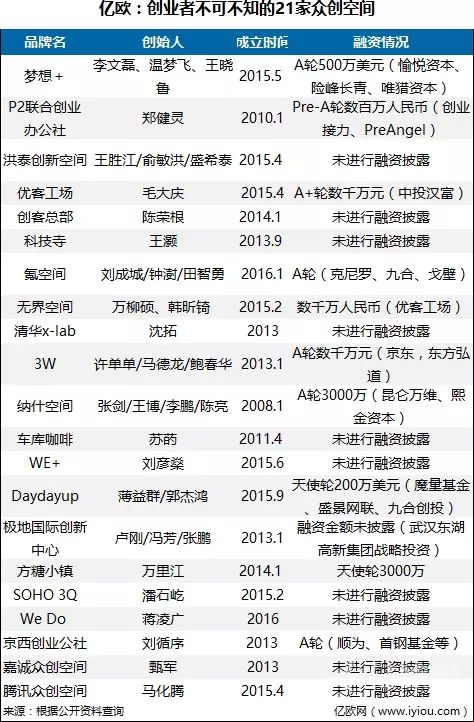 亿欧：创业者不可不知的21家众创空间
品牌名 创始人 成立时间 融资情况
梦想＋ 李文磊、温梦飞、王晓鲁 2015.5 A轮500万美元（愉悦资本、险峰长青、唯猎资本）
P2联合创业办公社 郑健灵 2010.1 Pre-A轮数百万人民币（创业接力、PreAngel）
洪泰创新空间 王胜江/俞敏洪/盛希泰 2015.4 未进行融资披露
优客工场 毛大庆 2015.4 A+轮数千万元（中投汉富）
创客总部 陈荣根 2014.1 未进行融资披露
科技寺 王灏 2013.9 未进行融资披露
氪空间 刘成城/钟澍/田智勇 2016.1 A轮（克尼罗、九合、戈壁）
无界空间 万柳硕、韩昕锜 2015.2 数千万人民币（优客工场）
清华x-lab 沈拓 2013 未进行融资披露
3W 许单单/马德龙/鲍春华 2013.1 A轮数千万元（京东，东方弘道）
纳什空间 张剑/王博/李鹏/陈亮 2008.1 A轮3000万（昆仑万维、熙金资本）
车库咖啡 苏菂 2011.4 未进行融资披露
WE+ 刘彦燊 2015.6 未进行融资披露
Daydayup 薄益群/郭杰鸿 2015.9 天使轮200万美元（魔量基金、盛景网联、九合创投）
极地国际创新中心 卢刚/冯芳/张鹏 2013.1 融资金额未披露（武汉东湖高新集团战略投资）
方糖小镇 万里江 2014.1 天使轮3000万
SOHO 3Q 潘石屹 2015.2 未进行融资披露
We Do 蒋凌广 2016 未进行融资披露
京西创业公社 刘循序 2013 A轮（顺为、首钢基金等）
嘉诚众创空间 甄军 2013 未进行融资披露
腾讯众创空间 马化腾 2015.4 未进行融资披露
来源：根据公开资料查询 亿欧网（www.iyiou.com）